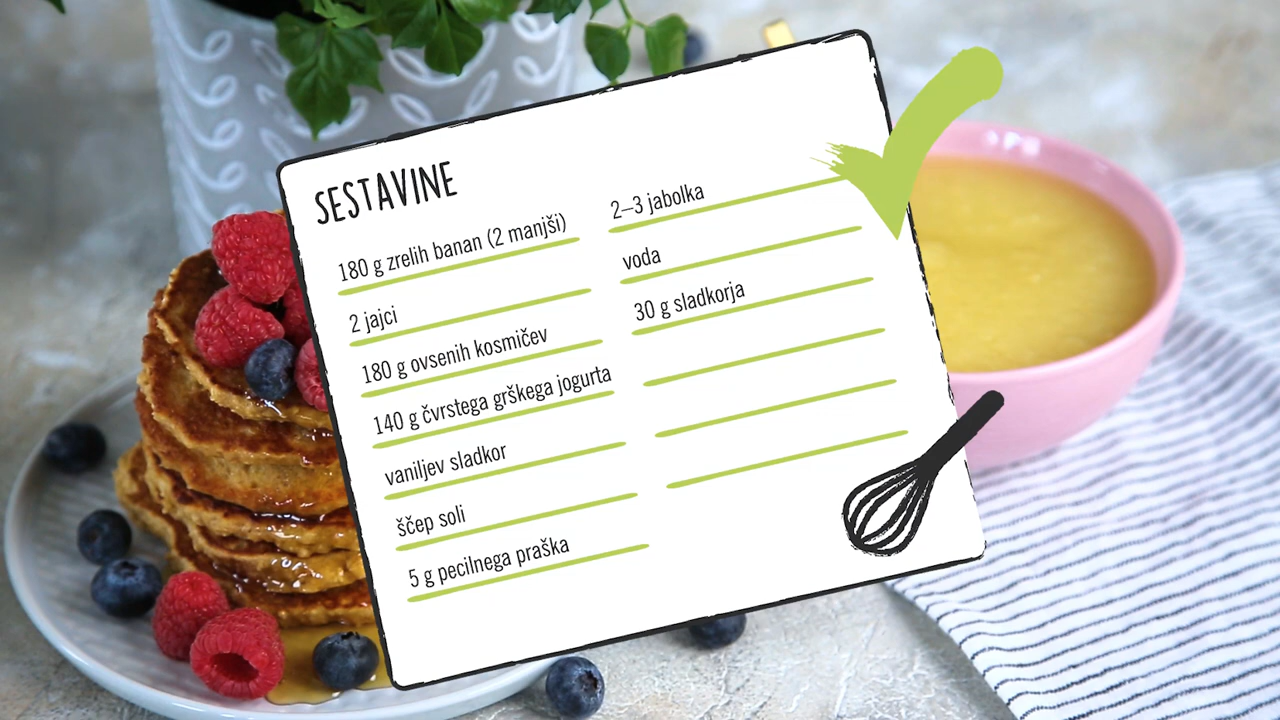 SESTAVINE
180 g zrelih banan (2 manjši)
2 jajci
180 g ovsenih kosmičev
140 g čvrstega grškega jogurta
vaniljev sladkor
ščep soli
5 g pecilnega praška
2–3 jabolka
voda
30 g sladkorja